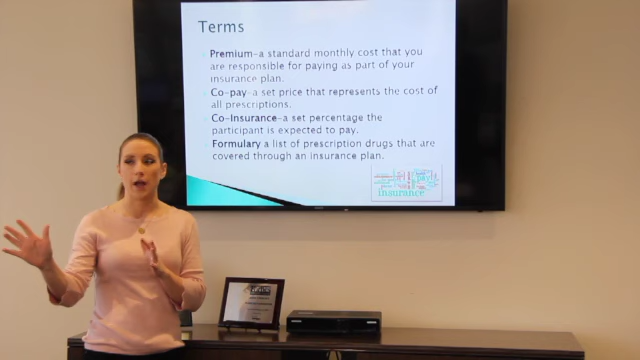 Terms
Premium-a standard monthly cost that you
are responsible for paying as part of your
insurance plan.
Co-pay-a set price that represents the cost of
all prescriptions.
Co-Insurance-a set percentage the
participant is expected to pay.
Formulary a list of prescription drugs that are
covered through an insurance plan.
pay
insurance